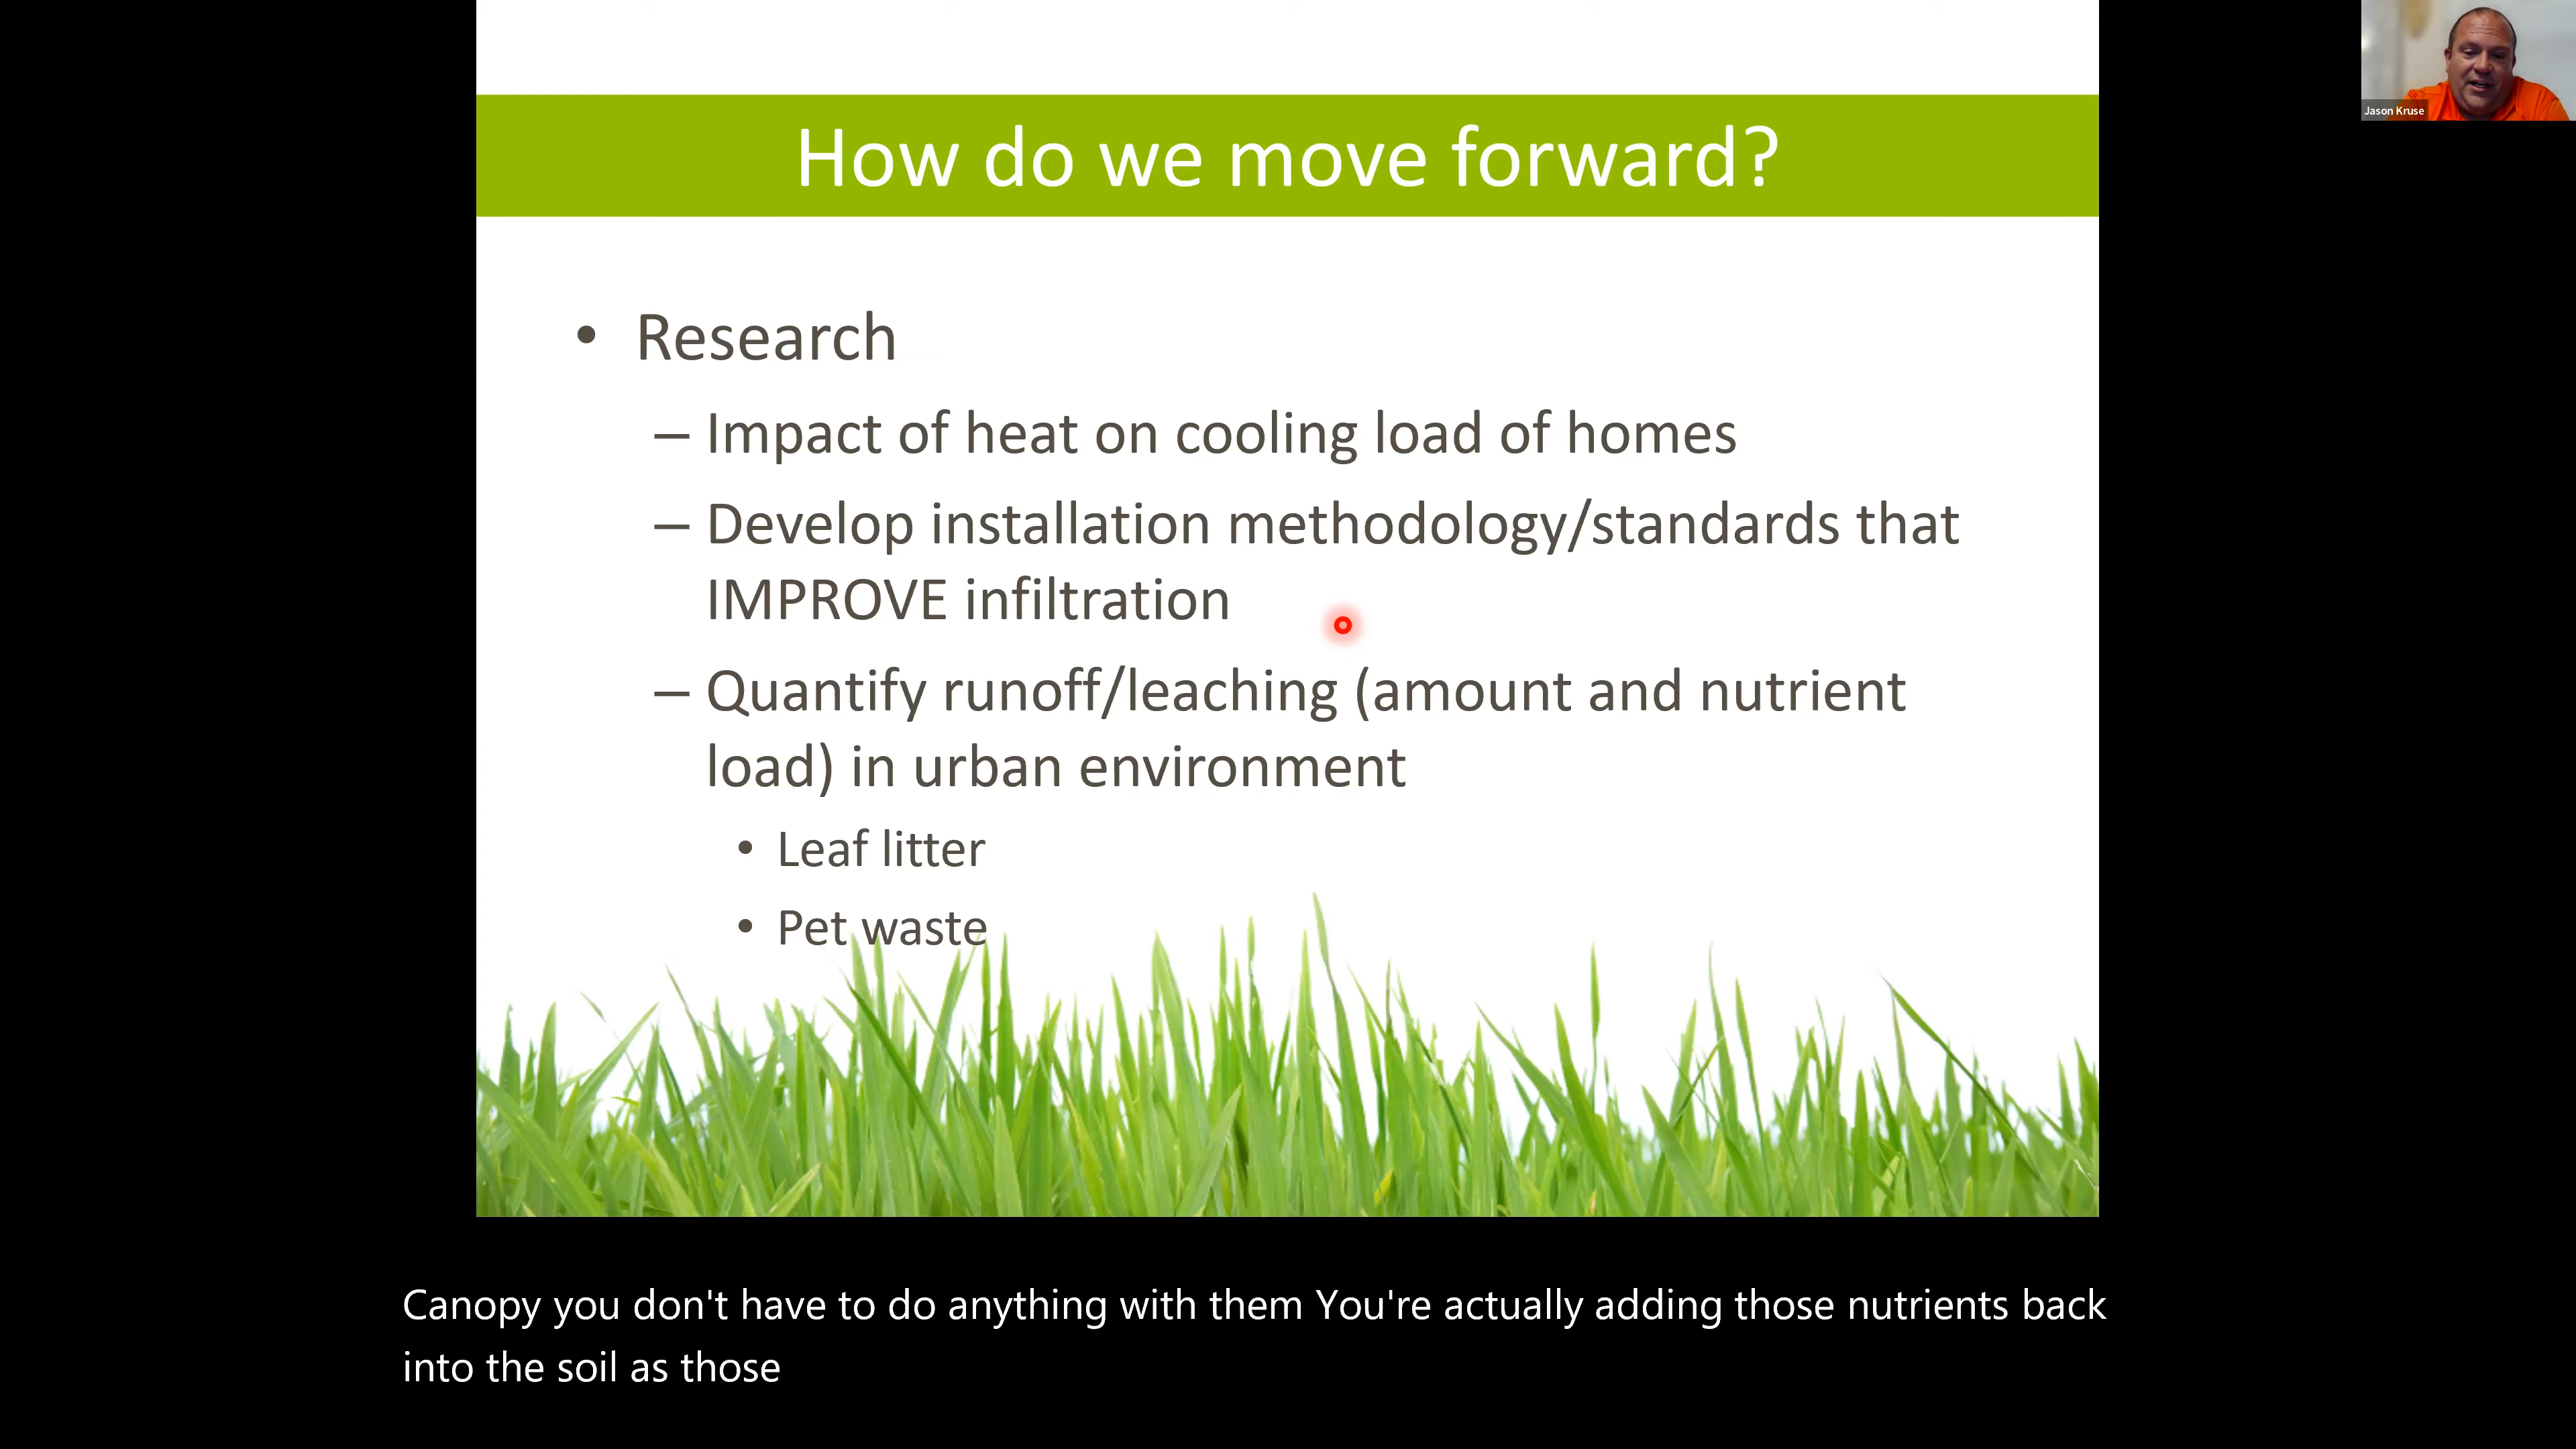 How do we move forward?
Jason Kruse
• Research
– Impact of heat on cooling load of homes
– Develop installation methodology/standards that
IMPROVE infiltration
– Quantify runoff/leaching (amount and nutrient
load) in urban environment
• Leaf litter
• Pet waste
Canopy you don't have to do anything with them You're actually adding those nutrients back
into the soil as those